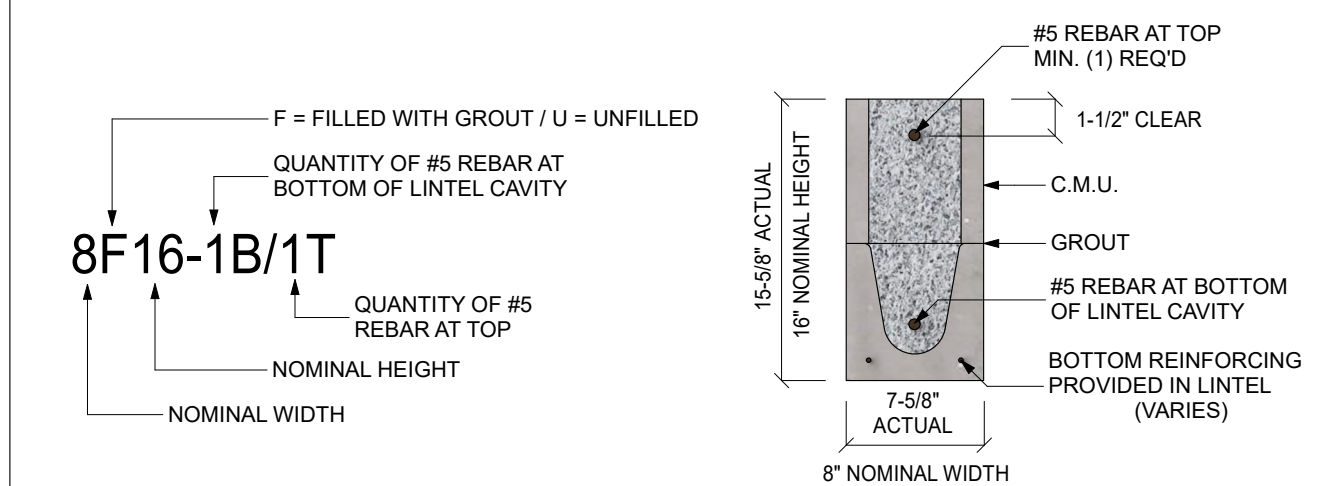 F = FILLED WITH GROUT / U = UNFILLED
QUANTITY OF #5 REBAR AT
BOTTOM OF LINTEL CAVITY
8F16-1B/1T
QUANTITY OF #5
REBAR AT TOP
NOMINAL HEIGHT
NOMINAL WIDTH
#5 REBAR AT TOP
MIN. (1) REQ'D
1-1/2" CLEAR
C.M.U.
GROUT
#5 REBAR AT BOTTOM
OF LINTEL CAVITY
BOTTOM REINFORCING
PROVIDED IN LINTEL
(VARIES)
15-5/8" ACTUAL
16" NOMINAL HEIGHT
7-5/8"
ACTUAL
8" NOMINAL WIDTH